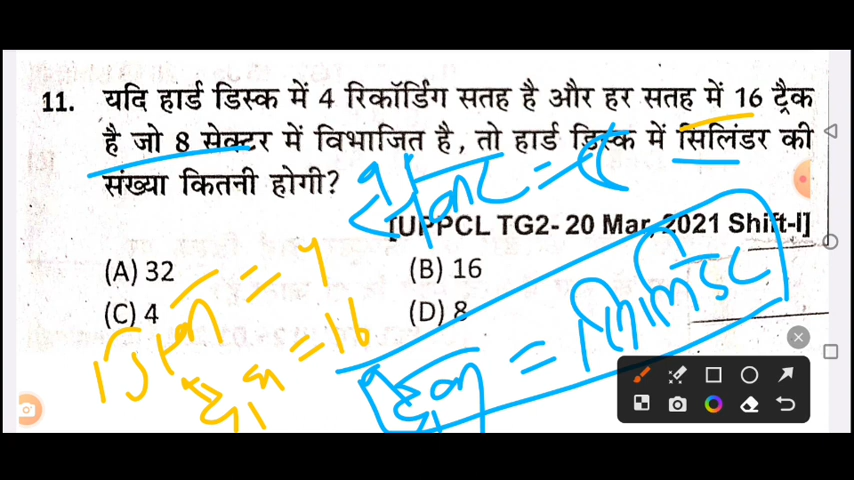 11. यदि हार्ड डिस्क में 4 रिकॉर्डिंग सतह है और हर सतह में 16 ट्रैक
है जो 8 सेक्टर में विभाजित है, तो हार्ड डिस्क में सिलिंडर की
संख्या कितनी होगी?
[UPPCL TG2- 20 Mar, 2021 Shift-I]
(A) 32 (B) 16
(C) 4 (D) 8
= 16
ट्रैक = सिलिंडर